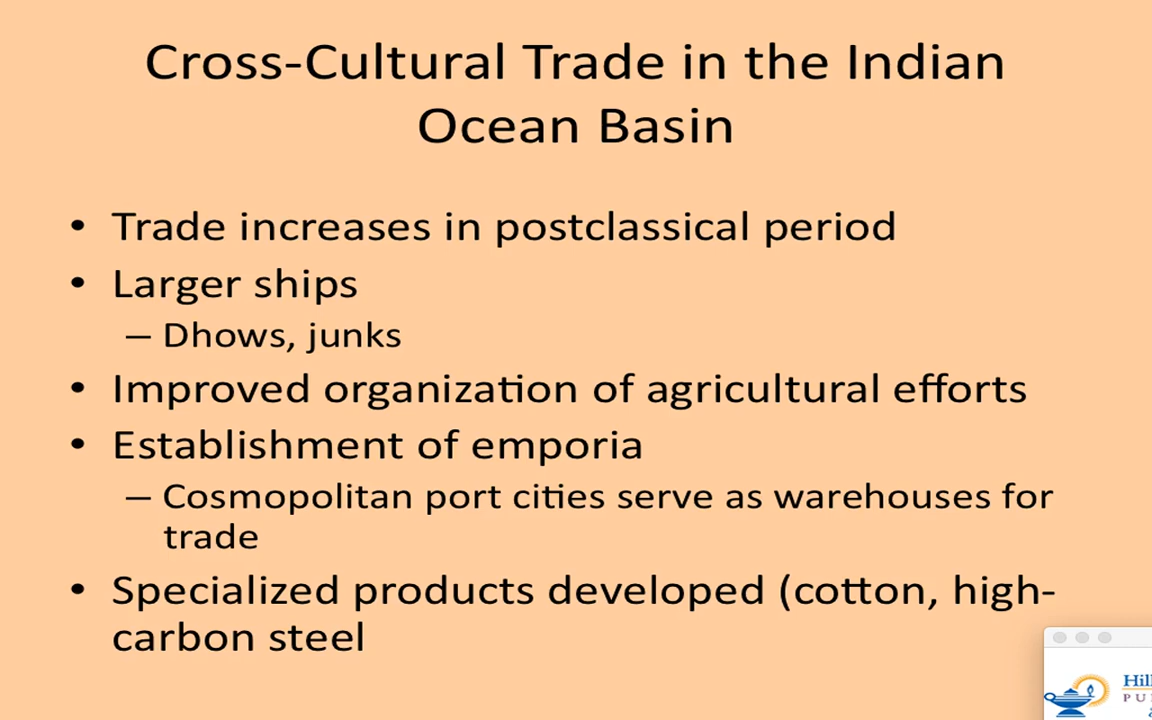 Cross-Cultural Trade in the Indian
Ocean Basin
• Trade increases in postclassical period
• Larger ships
– Dhows, junks
• Improved organization of agricultural efforts
• Establishment of emporia
– Cosmopolitan port cities serve as warehouses for
trade
• Specialized products developed (cotton, high-
carbon steel